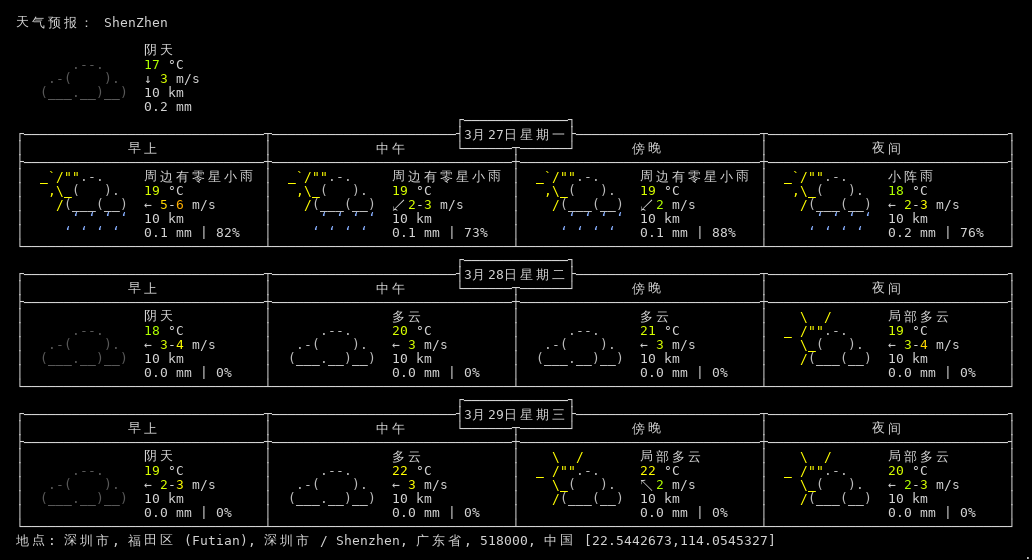 天气预报: ShenZhen
阴天
17 °C
↓ 3 m/s
10 km
0.2 mm
3月27日星期一
早上 中午 傍晚 夜间
周边有零星小雨 周边有零星小雨 周边有零星小雨 小阵雨
19 °C 19 °C 19 °C 18 °C
← 5-6 m/s ↙ 2-3 m/s ↙ 2 m/s ← 2-3 m/s
10 km 10 km 10 km 10 km
0.1 mm | 82% 0.1 mm | 73% 0.1 mm | 88% 0.2 mm | 76%
3月28日星期二
早上 中午 傍晚 夜间
阴天 多云 多云 局部多云
18 °C 20 °C 21 °C 19 °C
← 3-4 m/s ← 3 m/s ← 3 m/s ← 3-4 m/s
10 km 10 km 10 km 10 km
0.0 mm | 0% 0.0 mm | 0% 0.0 mm | 0% 0.0 mm | 0%
3月29日星期三
早上 中午 傍晚 夜间
阴天 多云 局部多云 局部多云
19 °C 22 °C 22 °C 20 °C
← 2-3 m/s ← 3 m/s ↖ 2 m/s ← 2-3 m/s
10 km 10 km 10 km 10 km
0.0 mm | 0% 0.0 mm | 0% 0.0 mm | 0% 0.0 mm | 0%
地点: 深圳市, 福田区 (Futian), 深圳市 / Shenzhen, 广东省, 518000, 中国 [22.5442673,114.0545327]